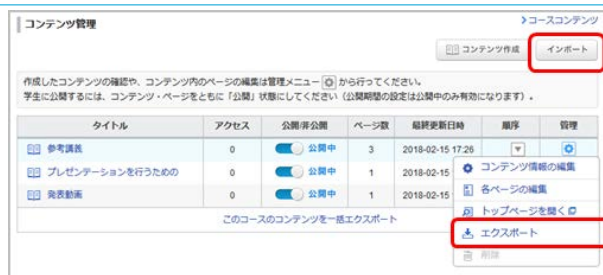 コンテンツ管理
コースコンテンツ
コンテンツ作成
インポート
作成したコンテンツの確認や、コンテンツ内のページの編集は管理メニュー から行ってください。
学生に公開するには、コンテンツ・ページをともに「公開」状態にしてください（公開期間の設定は公開中のみ有効になります）。
タイトル アクセス 公開/非公開 ページ数 最終更新日時 順序 管理
参考講義 0 公開中 3 2018-02-15 17:26
プレゼンテーションを行うための 0 公開中 1 2018-02-15
発表動画 0 公開中 1 2018-02-15
このコースのコンテンツを一括エクスポート
コンテンツ情報の編集
各ページの編集
トップページを開く
エクスポート
削除